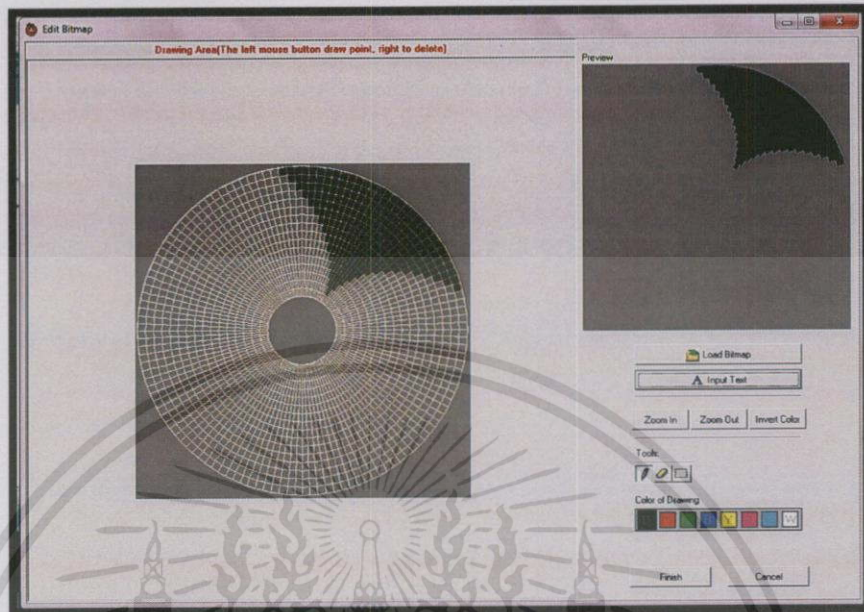 Edit Bitmap
Drawing Area(The left mouse button draw point, right to delete)
Preview
Load Bitmap
A Input Text
Zoom In
Zoom Out
Invert Color
Tools:
Color of Drawing:
Y
W
Finish
Cancel